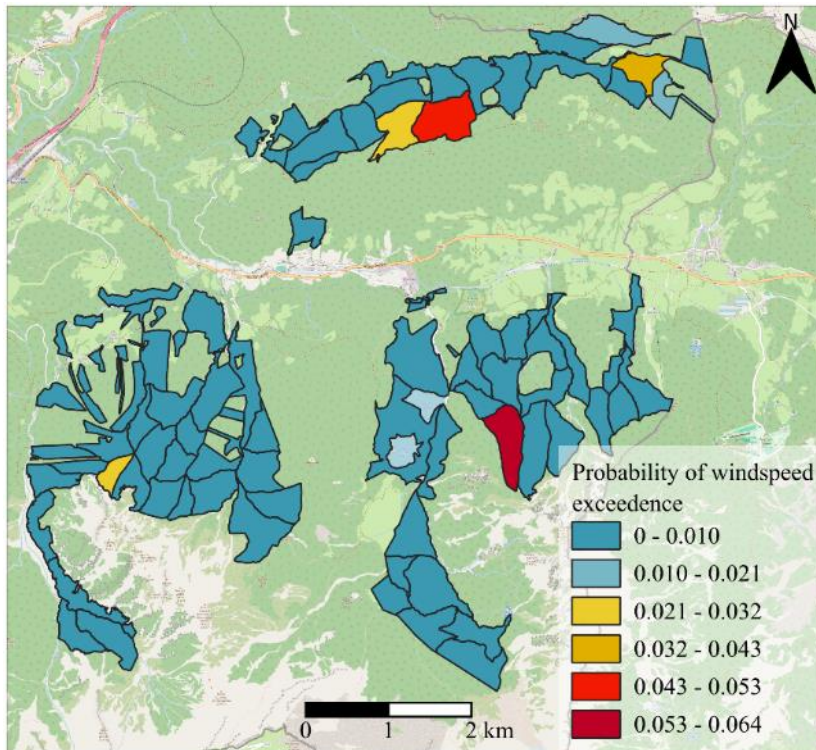 N
Probability of windspeed
exceedence
0 - 0.010
0.010 - 0.021
0.021 - 0.032
0.032 - 0.043
0.043 - 0.053
0.053 - 0.064
0 1 2 km